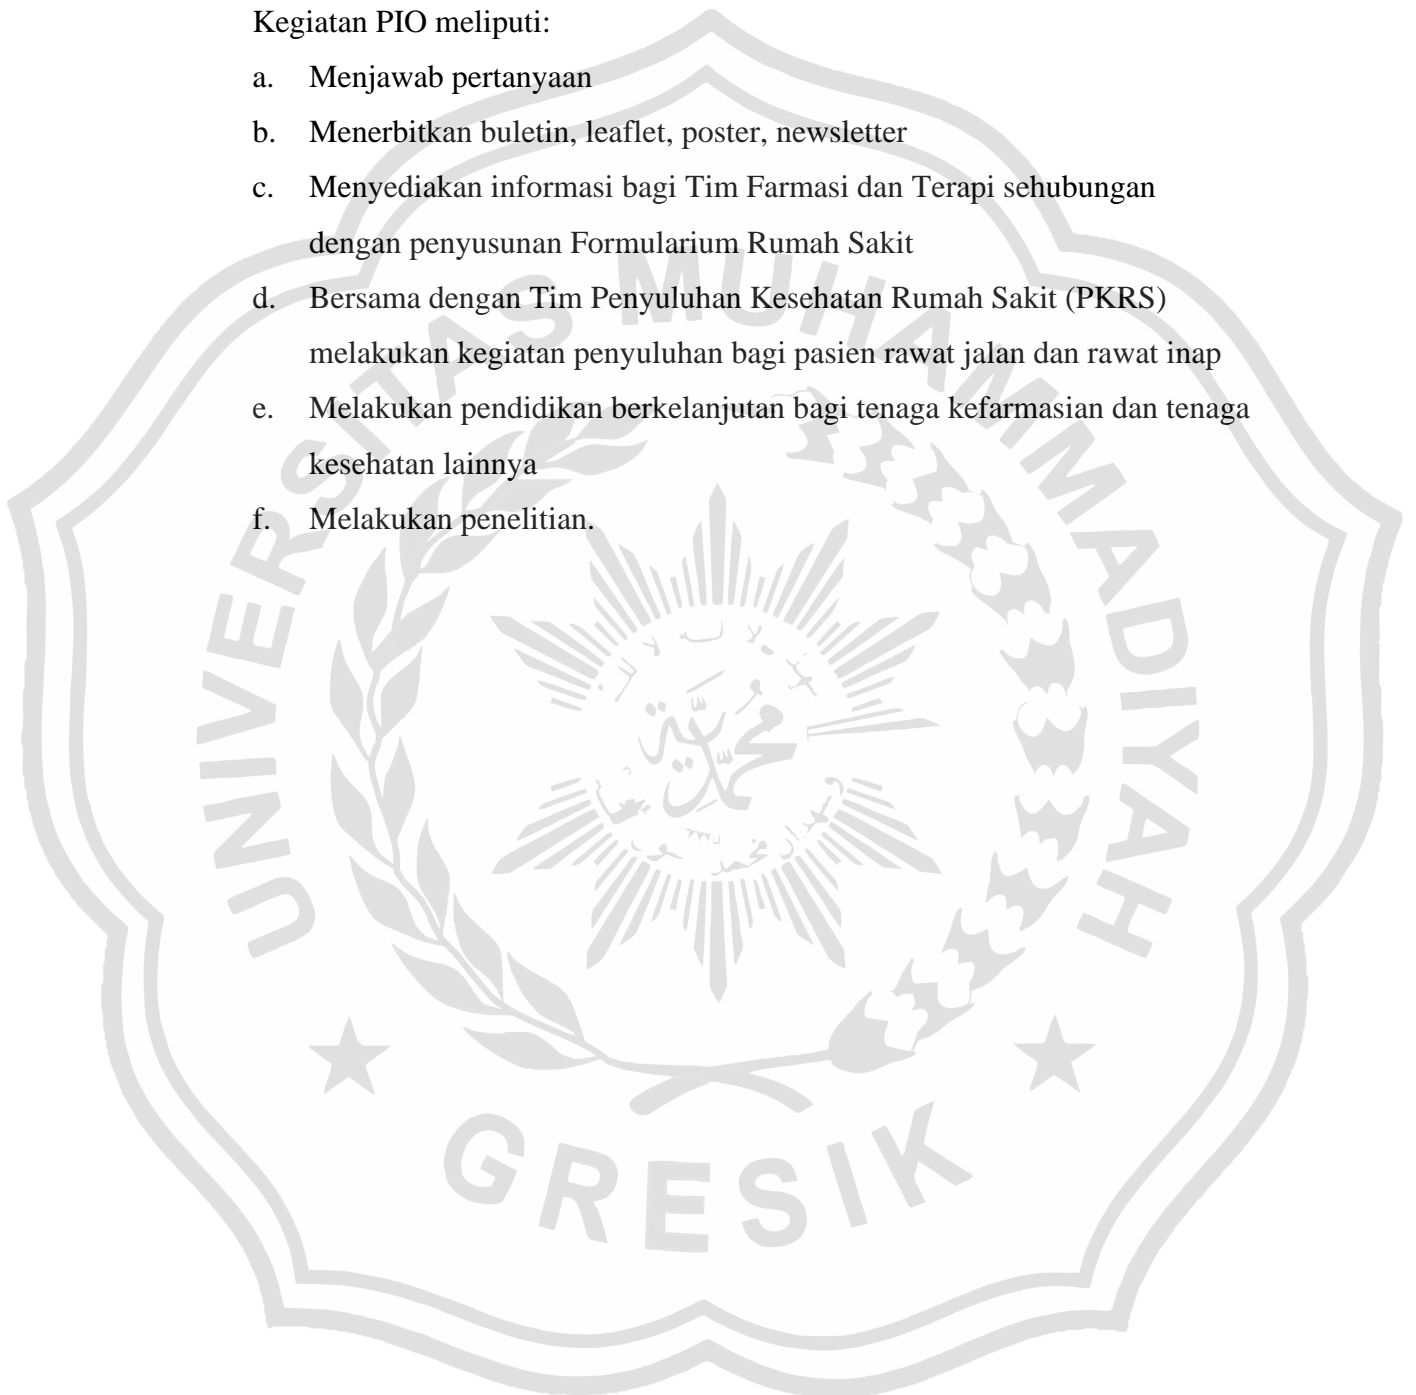 Kegiatan PIO meliputi:
a. Menjawab pertanyaan
b. Menerbitkan buletin, leaflet, poster, newsletter
c. Menyediakan informasi bagi Tim Farmasi dan Terapi sehubungan
dengan penyusunan Formularium Rumah Sakit
d. Bersama dengan Tim Penyuluhan Kesehatan Rumah Sakit (PKRS)
melakukan kegiatan penyuluhan bagi pasien rawat jalan dan rawat inap
e. Melakukan pendidikan berkelanjutan bagi tenaga kefarmasian dan tenaga
kesehatan lainnya
f. Melakukan penelitian.
UNIVERSITAS MUHAMMADIYAH
محمدية
GRESIK